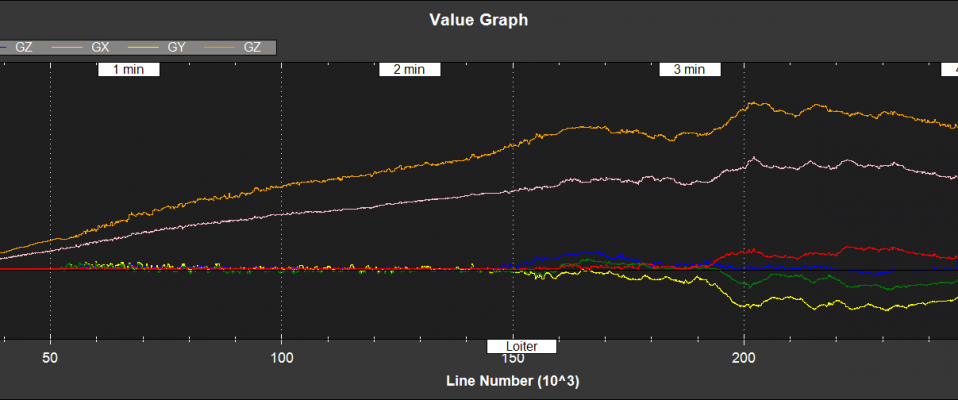 Value Graph
GZ GX GY GZ
1 min 2 min 3 min 4
50 100 150 200
Loiter
Line Number (10^3)